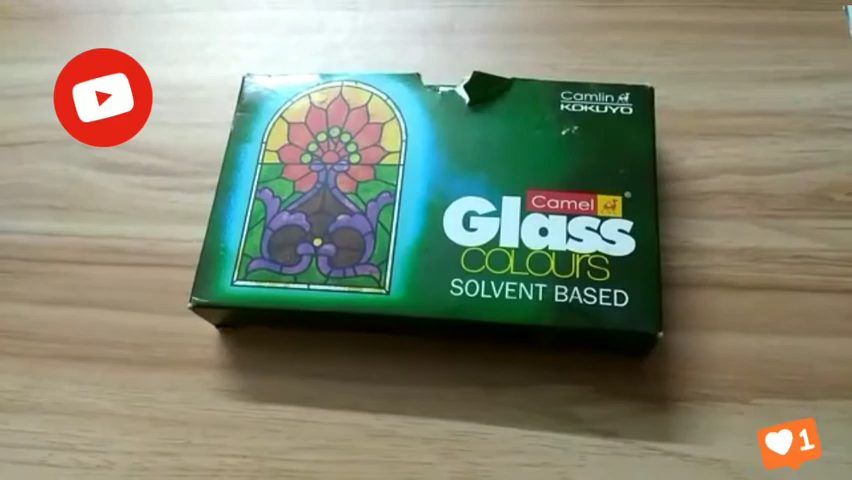 Camlin
KOKUYO
Camel
Glass
COLOURS
SOLVENT BASED
1